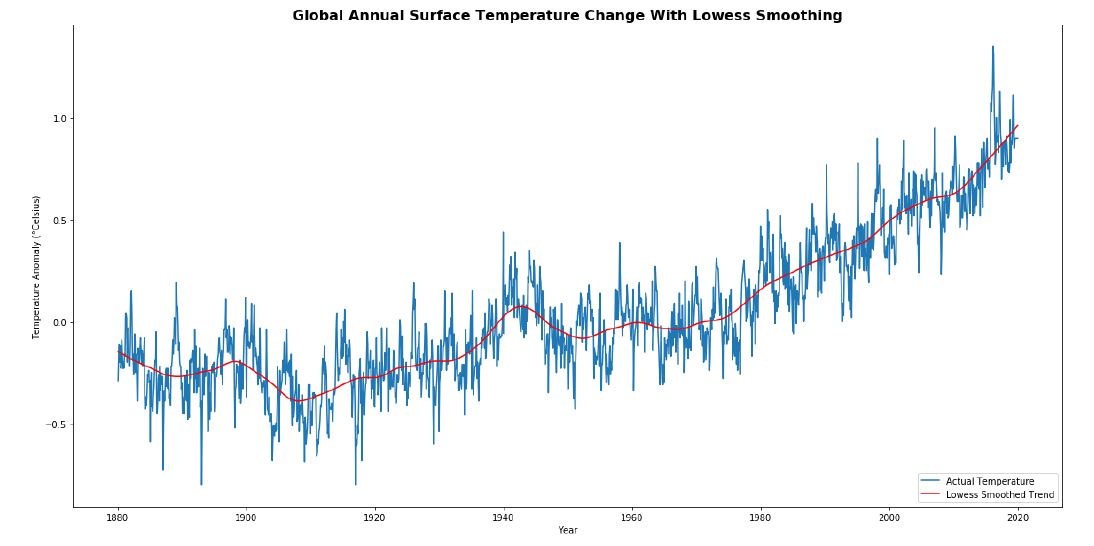 Global Annual Surface Temperature Change With Lowess Smoothing
Temperature Anomaly (°Celsius)
1.0
0.5
0.0
−0.5
1880 1900 1920 1940 1960 1980 2000 2020
Year
Actual Temperature
Lowess Smoothed Trend